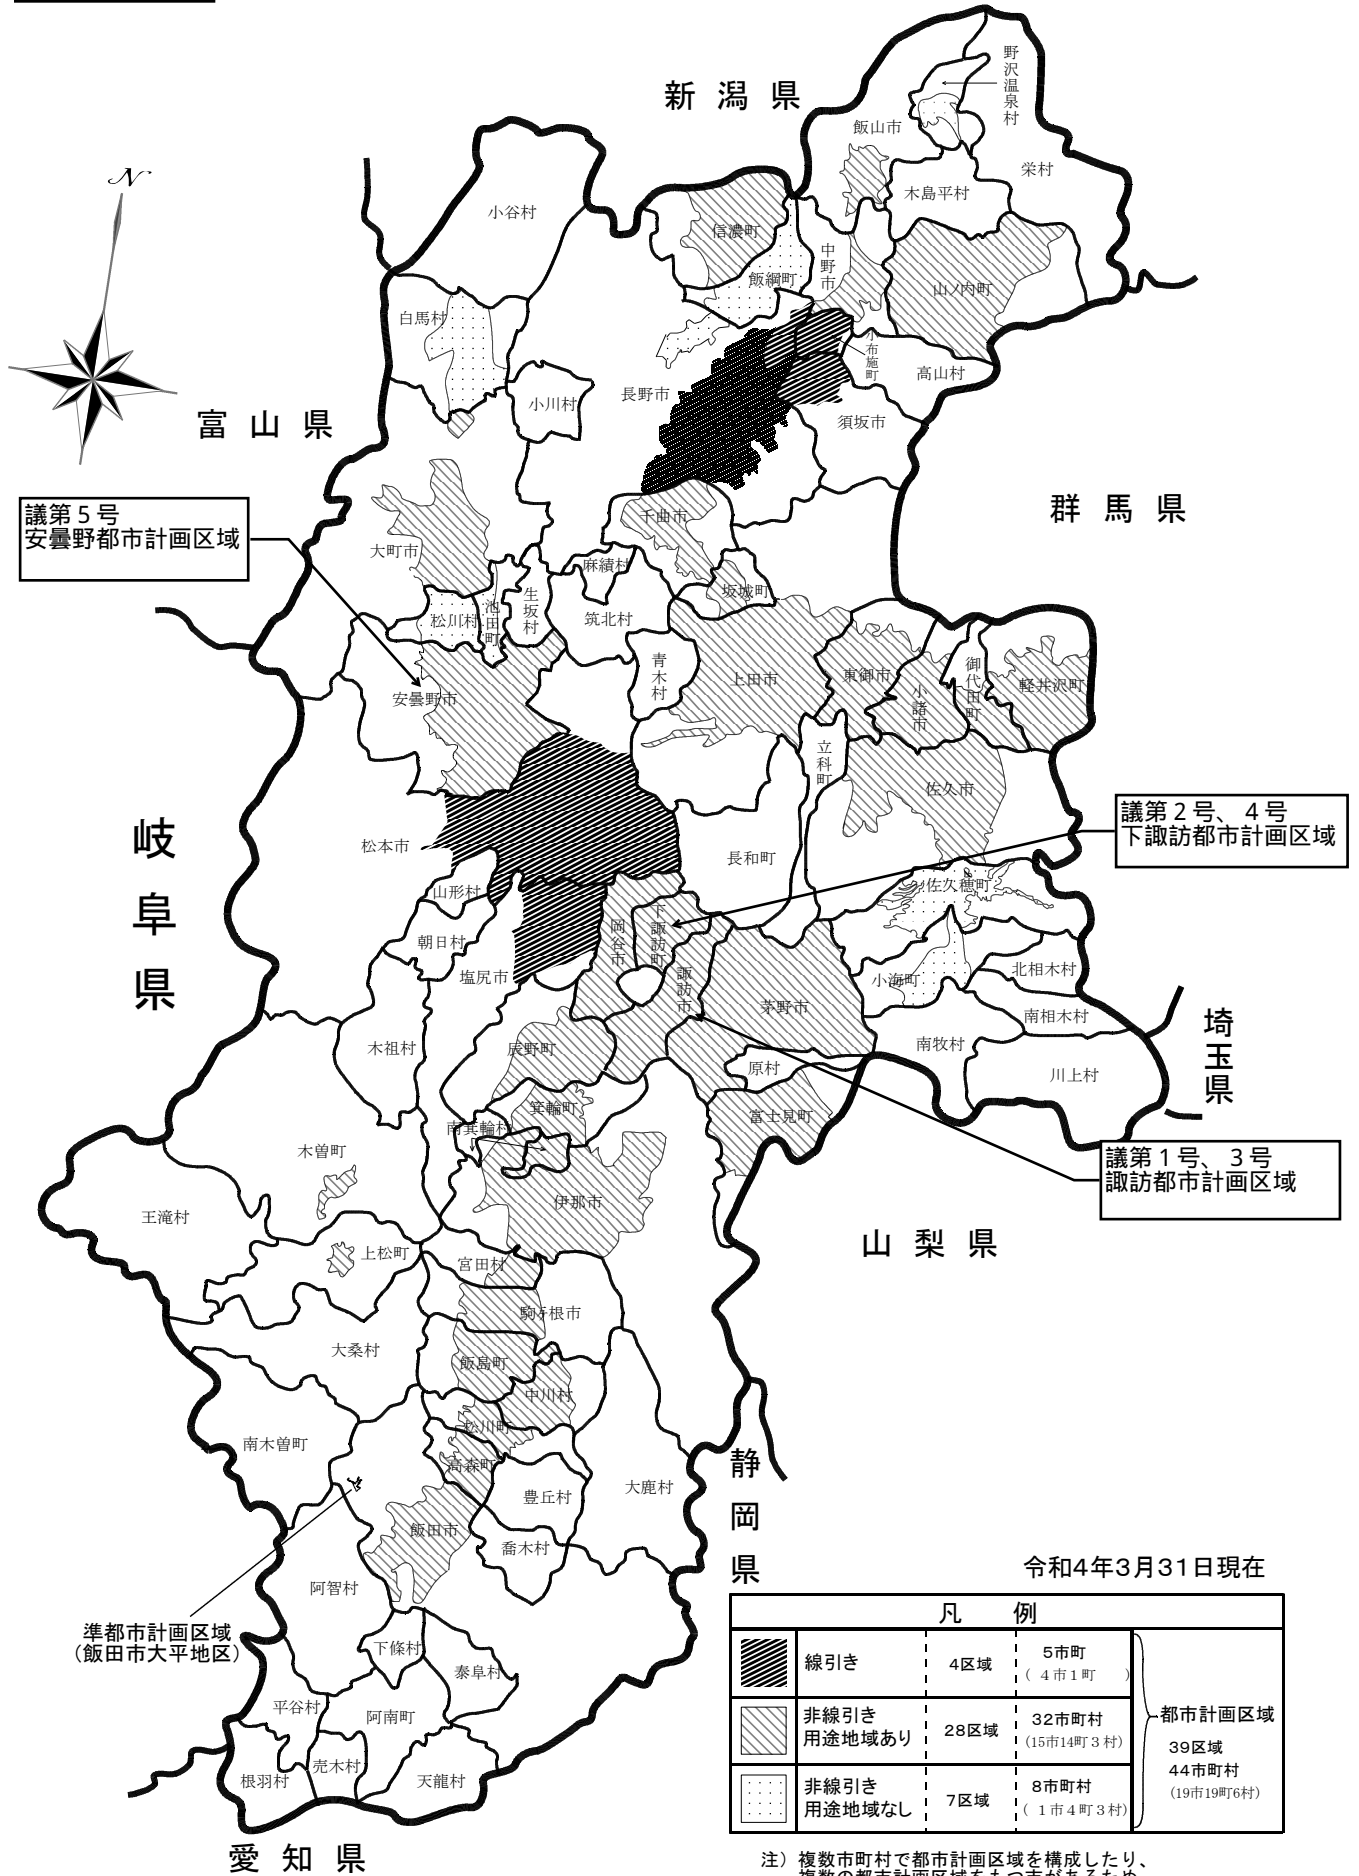 新潟県
野沢温泉村
飯山市
栄村
木島平村
N
小谷村
信濃町
中野市
飯綱町
山ノ内町
白馬村
小布施町
高山村
長野市
小川村
須坂市
富山県
群馬県
議第5号
安曇野都市計画区域
千曲市
大町市
麻績村
坂城町
生坂村
池田町
松川村
筑北村
青木村
上田市
東御市
小諸市
御代田町
軽井沢町
安曇野市
立科町
佐久市
議第2号、4号
下諏訪都市計画区域
岐阜県
松本市
長和町
山形村
佐久穂町
朝日村
岡谷市
下諏訪町
諏訪市
塩尻市
小海町
北相木村
茅野市
南相木村
埼玉県
木祖村
辰野町
南牧村
原村
川上村
箕輪町
富士見町
南箕輪村
議第1号、3号
諏訪都市計画区域
木曽町
伊那市
王滝村
山梨県
上松町
宮田村
駒ヶ根市
大桑村
飯島町
中川村
松川町
南木曽町
高森町
静岡県
豊丘村
大鹿村
飯田市
喬木村
令和4年3月31日現在
阿智村
準都市計画区域
(飯田市大平地区)
下條村
泰阜村
平谷村
阿南町
売木村
根羽村
天龍村
愛知県
凡 例
線引き 4区域 5市町
( 4市1町 )
非線引き
用途地域あり 28区域 32市町村
(15市14町3村)
非線引き
用途地域なし 7区域 8市町村
( 1市4町3村)
都市計画区域
39区域
44市町村
(19市19町6村)
注) 複数市町村で都市計画区域を構成したり、
複数の都市計画区域をもつ市があるため